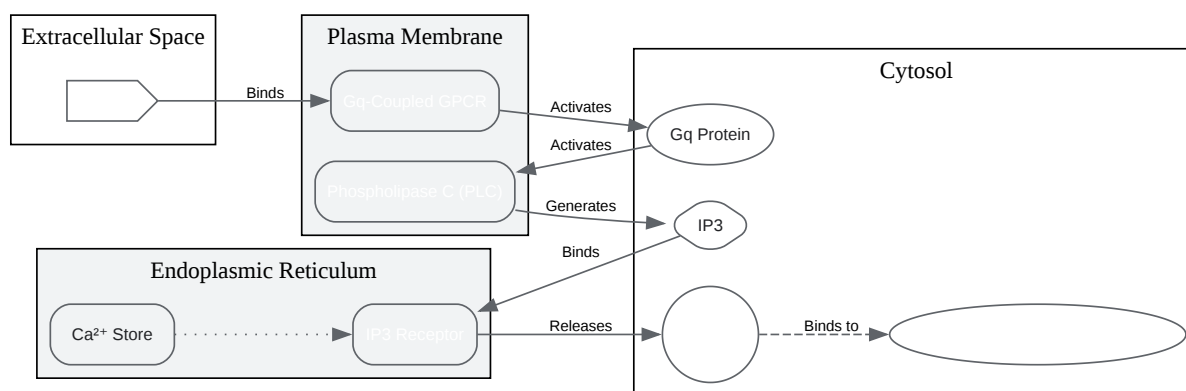 Extracellular Space
Binds
Plasma Membrane
Gq-Coupled GPCR
Phospholipase C (PLC)
Activates
Activates
Generates
Cytosol
Gq Protein
IP3
Binds
Endoplasmic Reticulum
Ca²⁺ Store
IP3 Receptor
Releases
Binds to